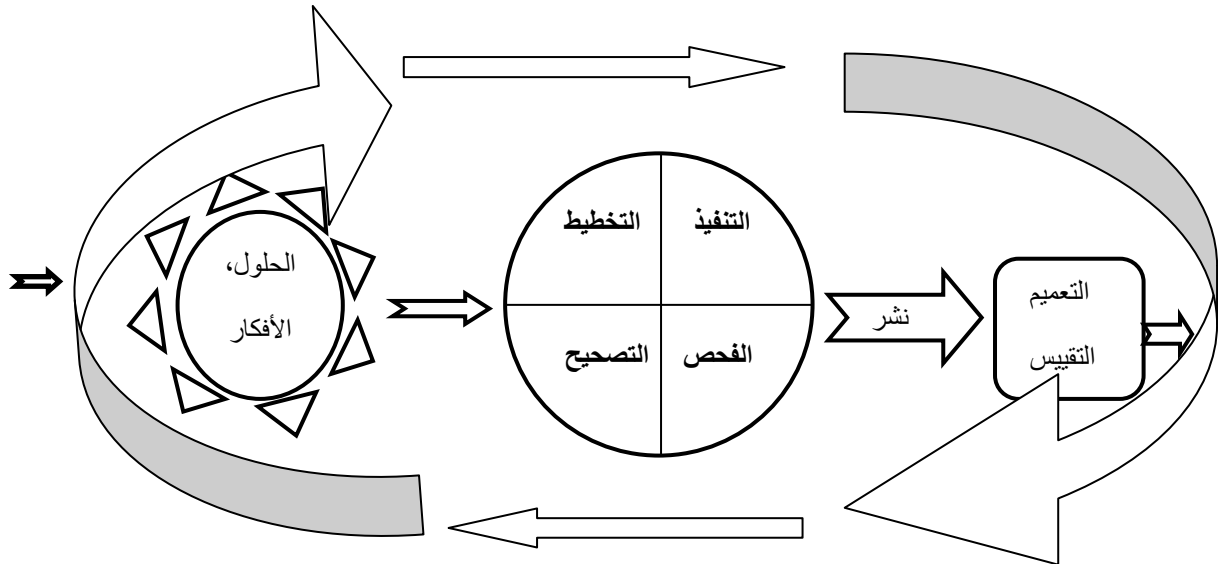 الحلول،
الأفكار
التخطيط
التنفيذ
التصحيح
الفحص
نشر
التعميم
التقييس